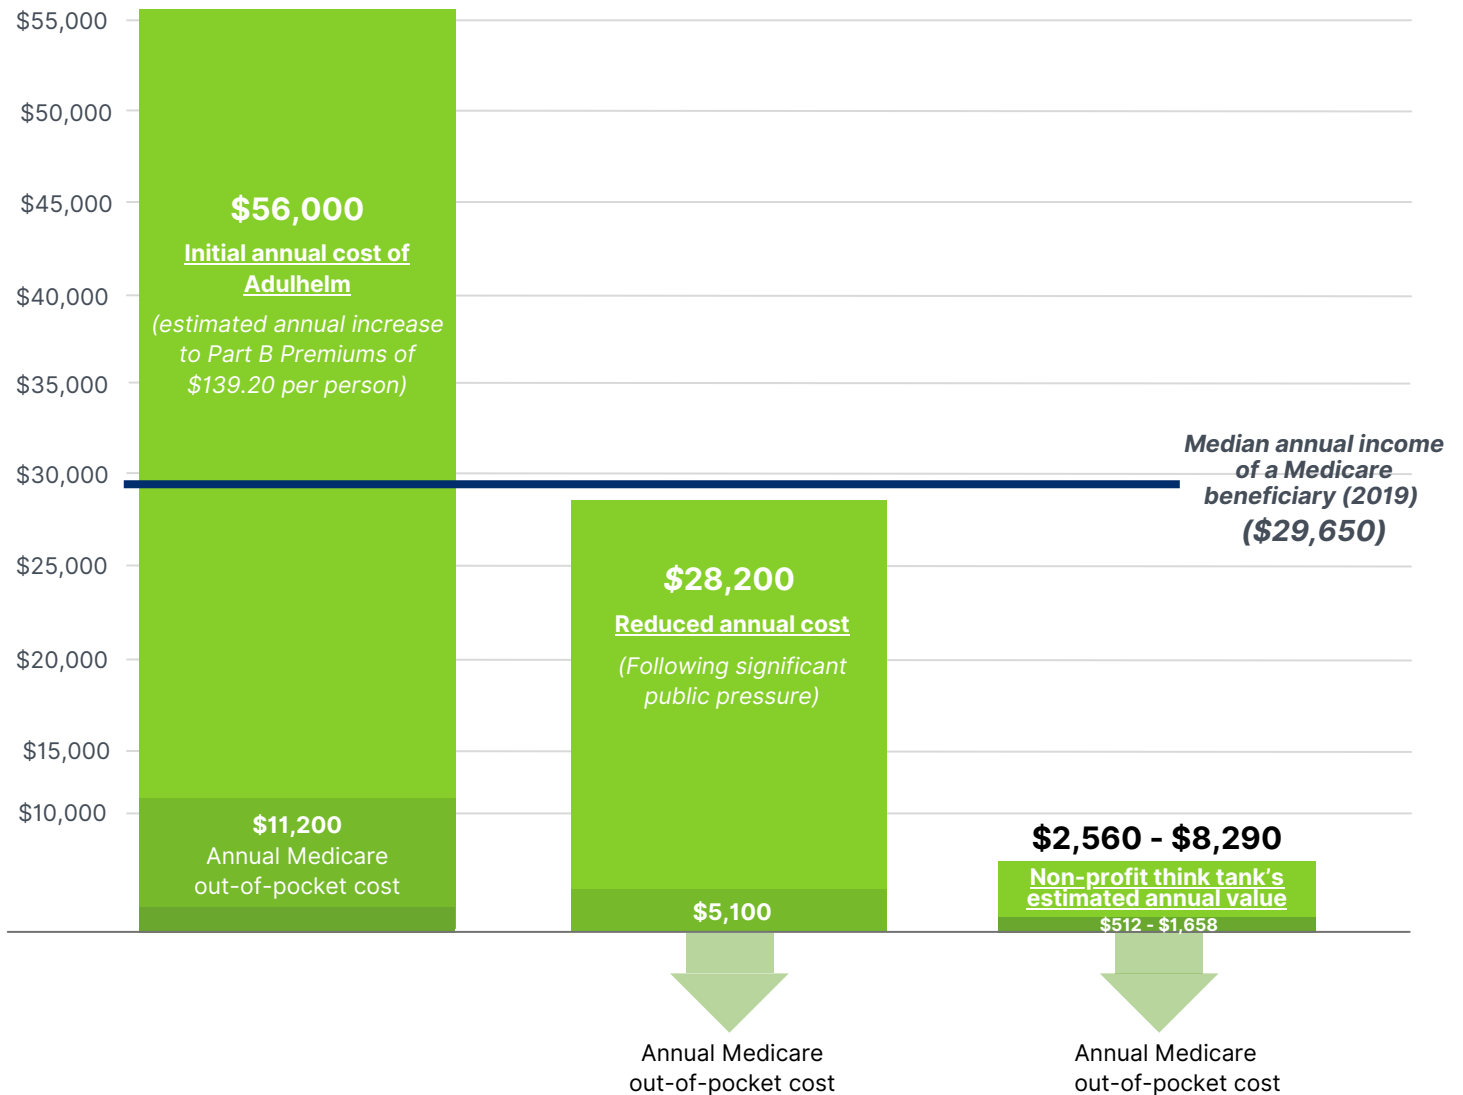 $55,000
$50,000
$45,000
$40,000
$35,000
$30,000
$25,000
$20,000
$15,000
$10,000
$56,000
Initial annual cost of
Adulhelm
(estimated annual increase
to Part B Premiums of
$139.20 per person)
$11,200
Annual Medicare
out-of-pocket cost
$28,200
Reduced annual cost
(Following significant
public pressure)
$5,100
Annual Medicare
out-of-pocket cost
Median annual income
of a Medicare
beneficiary (2019)
($29,650)
$2,560 - $8,290
Non-profit think tank's
estimated annual value
$512 - $1,658
Annual Medicare
out-of-pocket cost